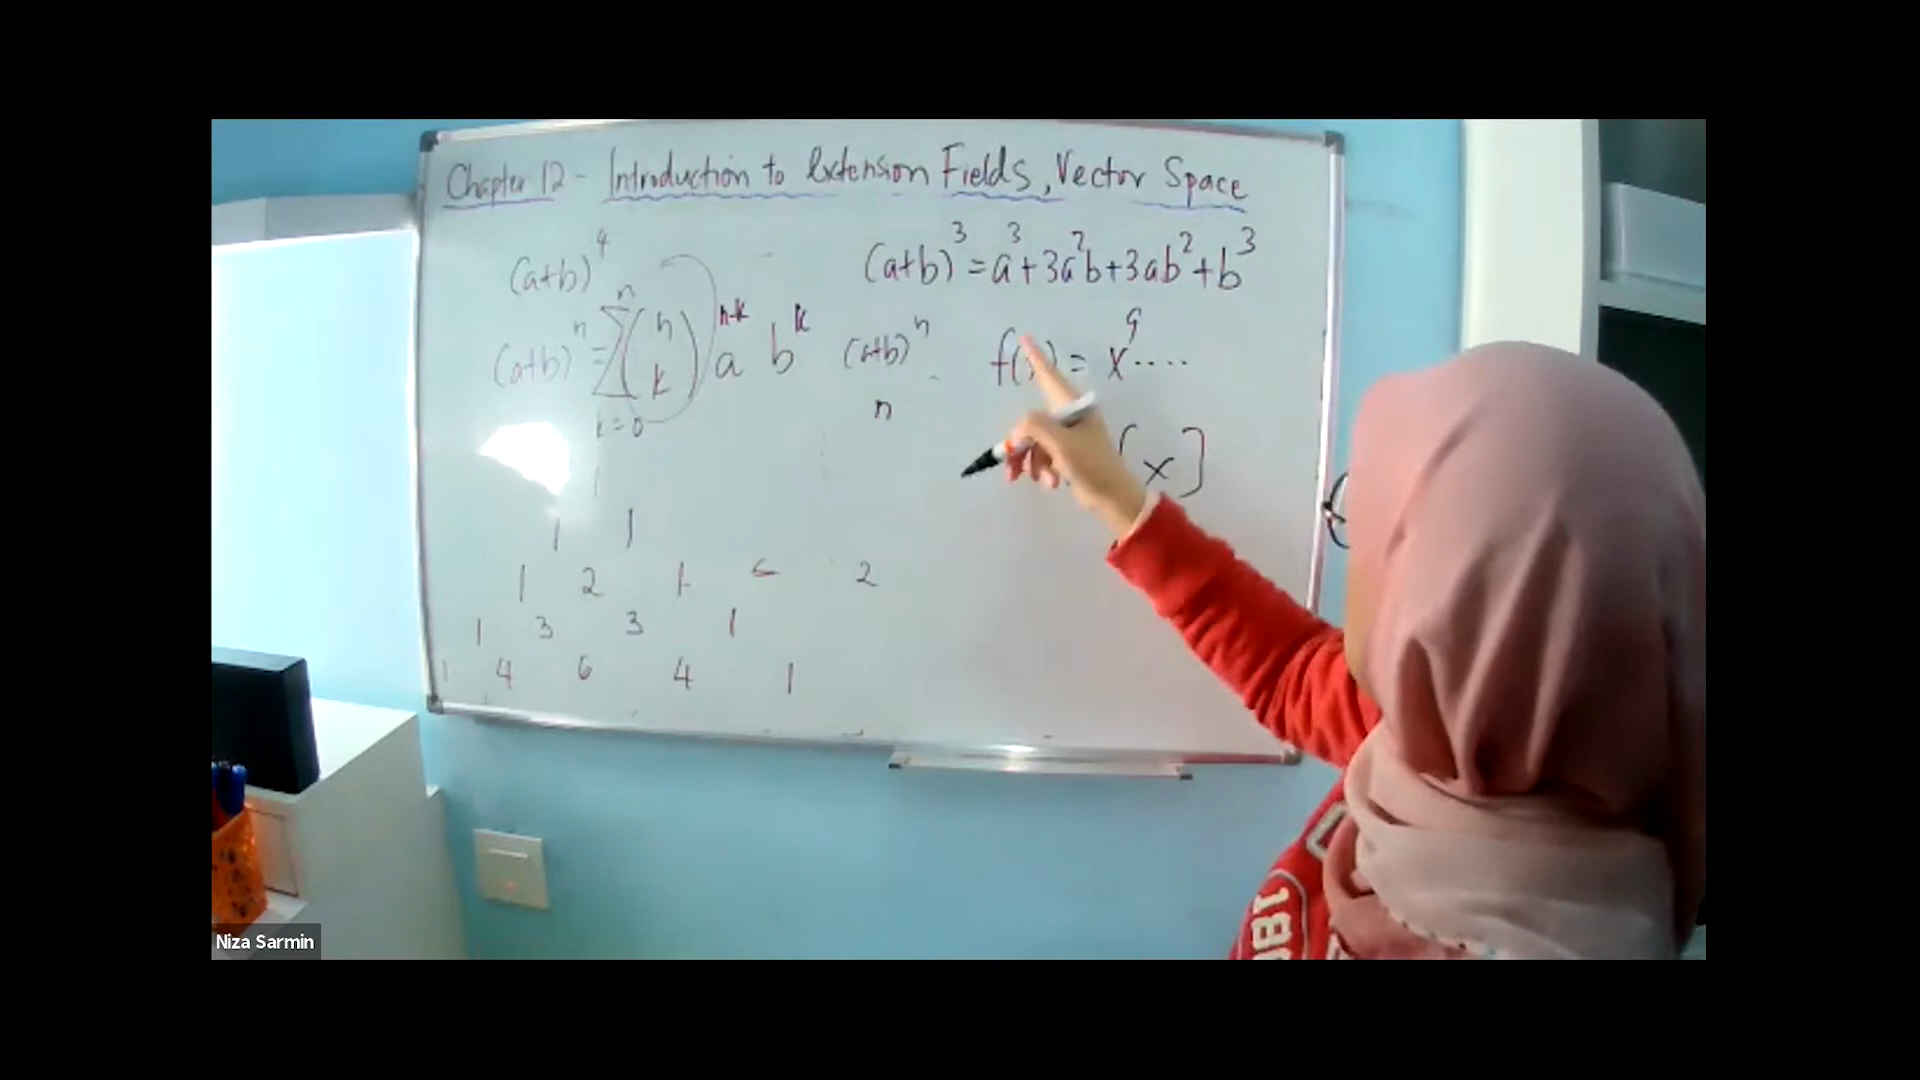 Chapter 12 - Introduction to Extension Fields, Vector Space
(a+b)^4
(a+b)^n = Σ_{k=0}^{n} (n k) a^{n-k} b^k
1
1 1
1 2 1 ← 2
1 3 3 1
1 4 6 4 1
(a+b)^3 = a^3 + 3a^2b + 3ab^2 + b^3
(a+b)^n
n
f( ) = x^9 ....
[x]
Niza Sarmin